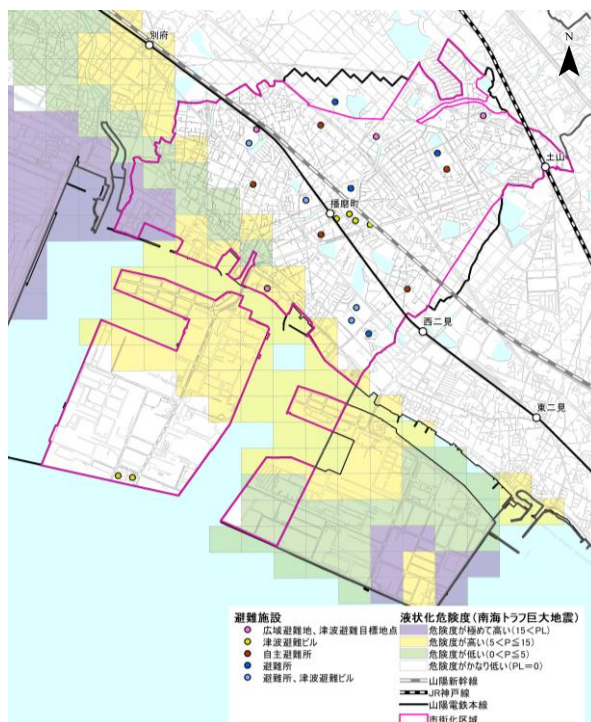 N
別府
土山
播磨町
西二見
東二見
避難施設
広域避難地、津波避難目標地点
津波避難ビル
自主避難所
避難所
避難所、津波避難ビル
液状化危険度(南海トラフ巨大地震)
危険度が極めて高い(15<PL)
危険度が高い(5<P≦15)
危険度が低い(0<P≦5)
危険度がかなり低い(PL=0)
山陽新幹線
JR神戸線
山陽電鉄本線
市街化区域